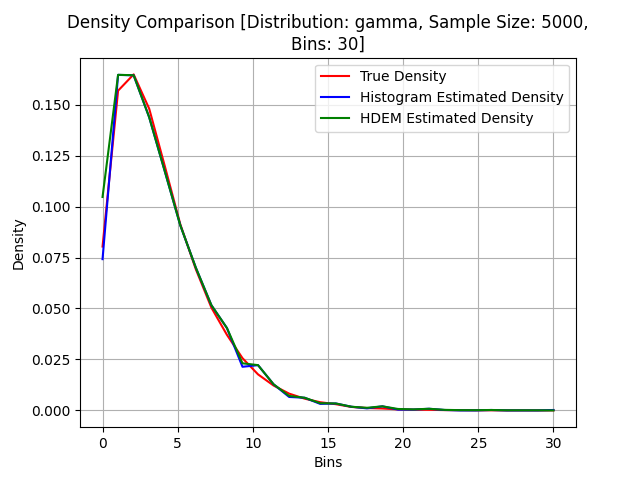 Density Comparison [Distribution: gamma, Sample Size: 5000,
Bins: 30]
True Density
Histogram Estimated Density
HDEM Estimated Density
Density
0.150
0.125
0.100
0.075
0.050
0.025
0.000
0 5 10 15 20 25 30
Bins